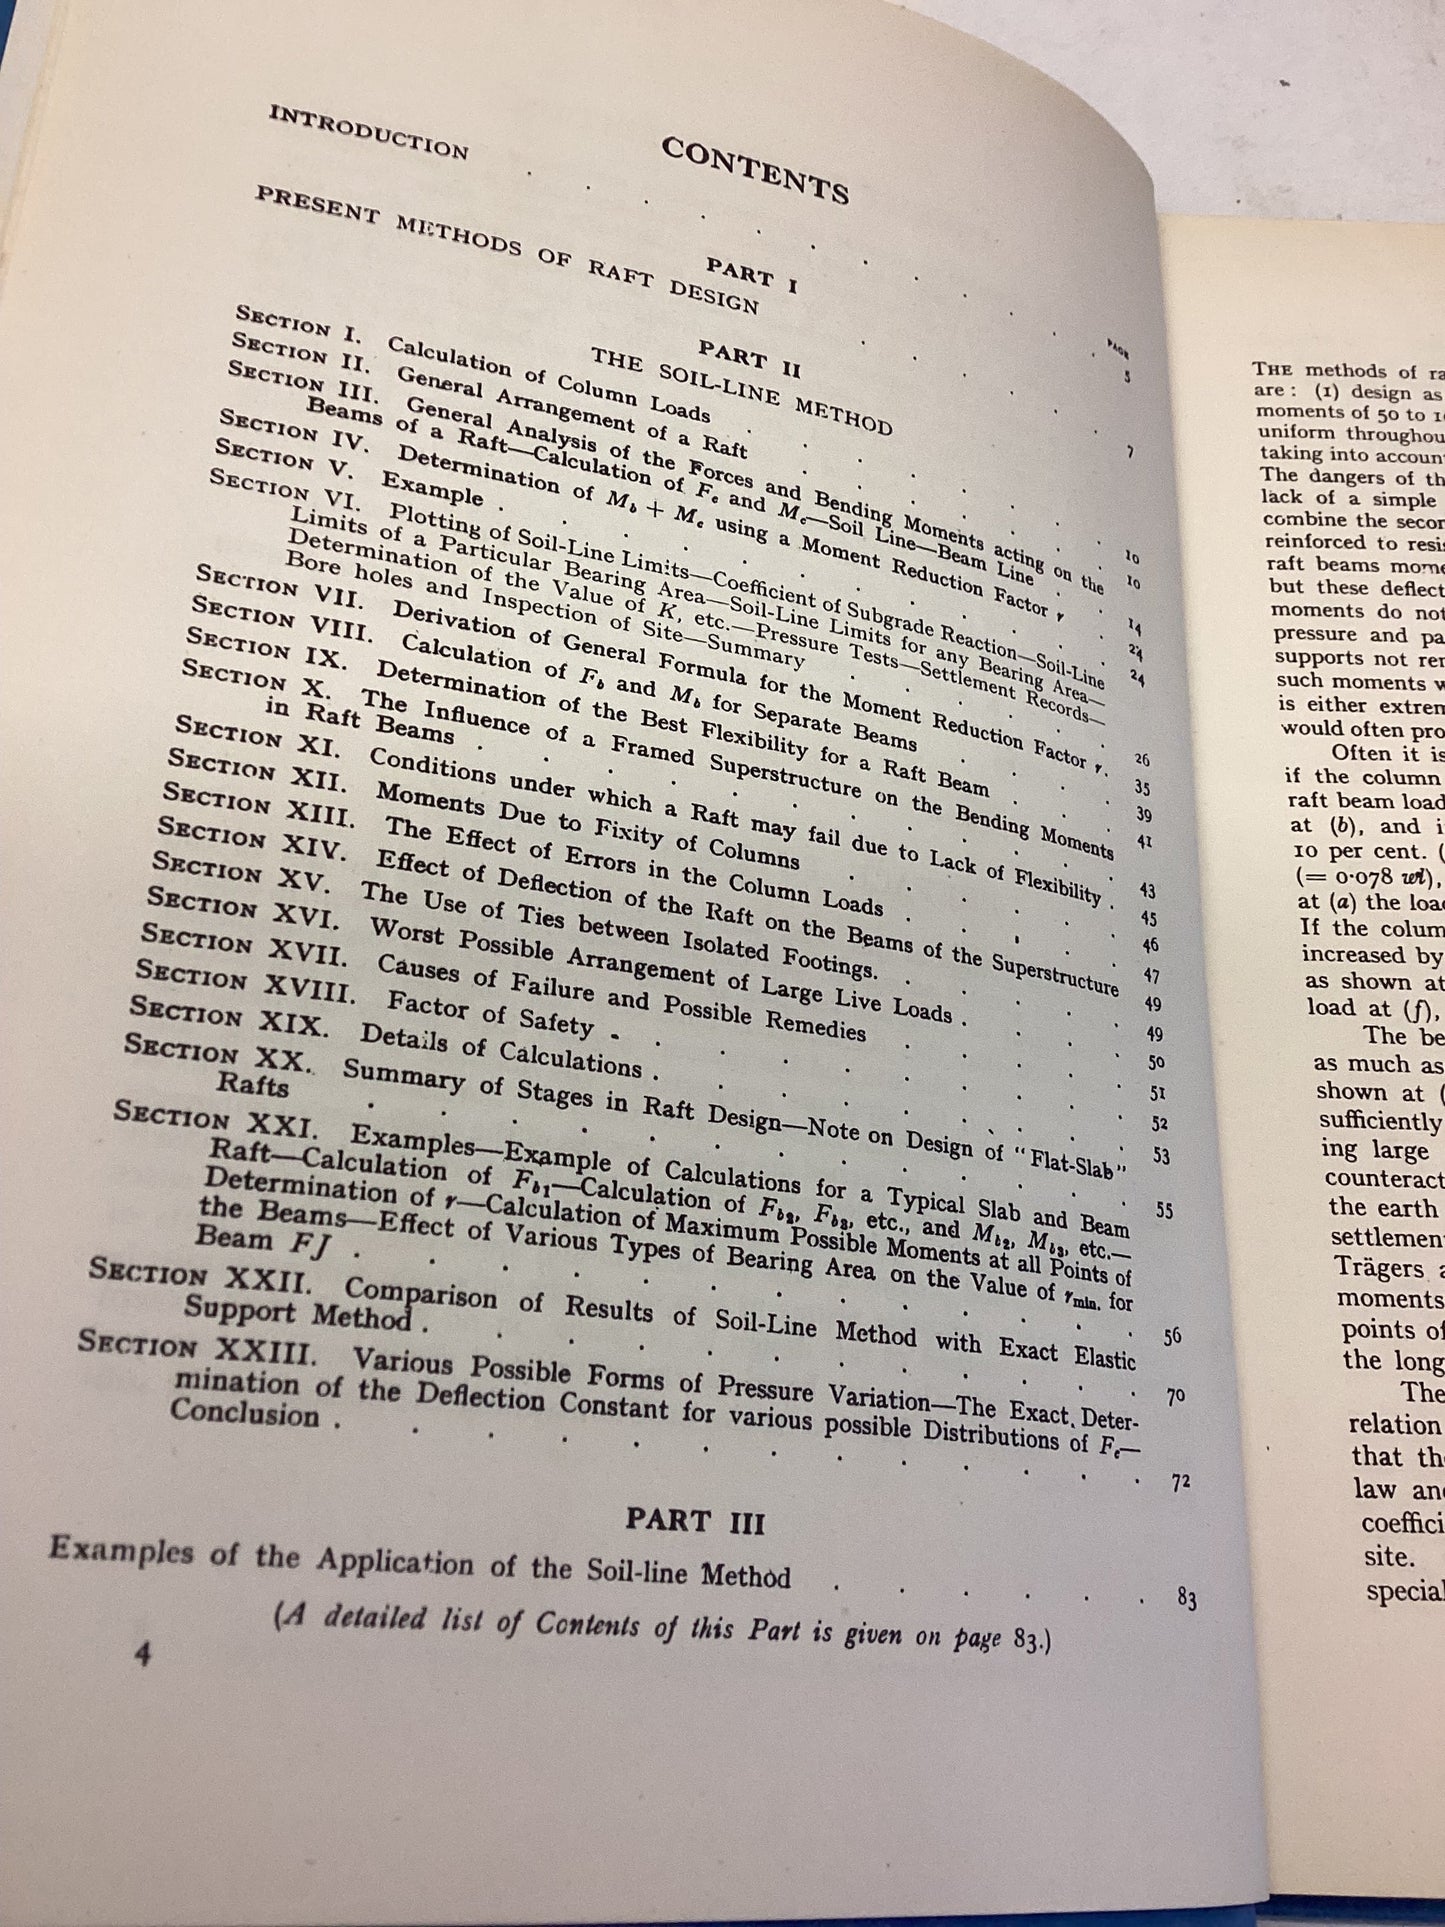 CONTENTS
PAGE
INTRODUCTION . . . . . . . . . . . 5
PART I
PRESENT METHODS OF RAFT DESIGN . . . . . 7
PART II
THE SOIL-LINE METHOD
SECTION I. Calculation of Column Loads . . . . . . 10
SECTION II. General Arrangement of a Raft . . . . . 10
SECTION III. General Analysis of the Forces and Bending Moments acting on the
Beams of a Raft—Calculation of Fc and Mc—Soil Line—Beam Line . . 14
SECTION IV. Determination of Mb + Mc using a Moment Reduction Factor r . 24
SECTION V. Example . . . . . . . . . 24
SECTION VI. Plotting of Soil-Line Limits—Coefficient of Subgrade Reaction—Soil-Line
Limits of a Particular Bearing Area—Soil-Line Limits for any Bearing Area—
Determination of the Value of K, etc.—Pressure Tests—Settlement Records—
Bore holes and Inspection of Site—Summary . . . . . 26
SECTION VII. Derivation of General Formula for the Moment Reduction Factor r. 35
SECTION VIII. Calculation of Fb and Mb for Separate Beams . . . . 39
SECTION IX. Determination of the Best Flexibility for a Raft Beam . . . 41
SECTION X. The Influence of a Framed Superstructure on the Bending Moments
in Raft Beams . . . . . . . . . . 43
SECTION XI. Conditions under which a Raft may fail due to Lack of Flexibility . 45
SECTION XII. Moments Due to Fixity of Columns . . . . . 46
SECTION XIII. The Effect of Errors in the Column Loads . . . . 47
SECTION XIV. Effect of Deflection of the Raft on the Beams of the Superstructure 49
SECTION XV. The Use of Ties between Isolated Footings. . . . . 49
SECTION XVI. Worst Possible Arrangement of Large Live Loads . . . . 50
SECTION XVII. Causes of Failure and Possible Remedies . . . . 51
SECTION XVIII. Factor of Safety . . . . . . . . 52
SECTION XIX. Details of Calculations . . . . . . . 53
SECTION XX. Summary of Stages in Raft Design—Note on Design of "Flat-Slab"
Rafts . . . . . . . . . . . 55
SECTION XXI. Examples—Example of Calculations for a Typical Slab and Beam
Raft—Calculation of Fb1—Calculation of Fb2, Fb3, etc., and Mb2, Mb3, etc.—
Determination of r—Calculation of Maximum Possible Moments at all Points of
the Beams—Effect of Various Types of Bearing Area on the Value of rmin. for
Beam FJ . . . . . . . . . . . 56
SECTION XXII. Comparison of Results of Soil-Line Method with Exact Elastic
Support Method . . . . . . . . . . 70
SECTION XXIII. Various Possible Forms of Pressure Variation—The Exact Deter-
mination of the Deflection Constant for various possible Distributions of Fc—
Conclusion . . . . . . . . . . . 72
PART III
Examples of the Application of the Soil-line Method . . . . . 83
(A detailed list of Contents of this Part is given on page 83.)
4
THE methods of
are : (1) design as
moments of 50 to
uniform throughou
taking into accoun
The dangers of
lack of a simple
combine the
reinforced to
raft beams
but these
moments do not
pressure and
supports not
such moments
is either
would often
Often it is
if the column
raft beam load
at (b), and
10 per cent. (
(= 0·078 wl),
at (a) the
If the
increased by
as shown at
load at (f),
The
as much as
shown at (
sufficiently
ing large
counteract
the earth
settlement
Trägers
moments
points of
the long
The
relation
that
law
coeffici
site.
special